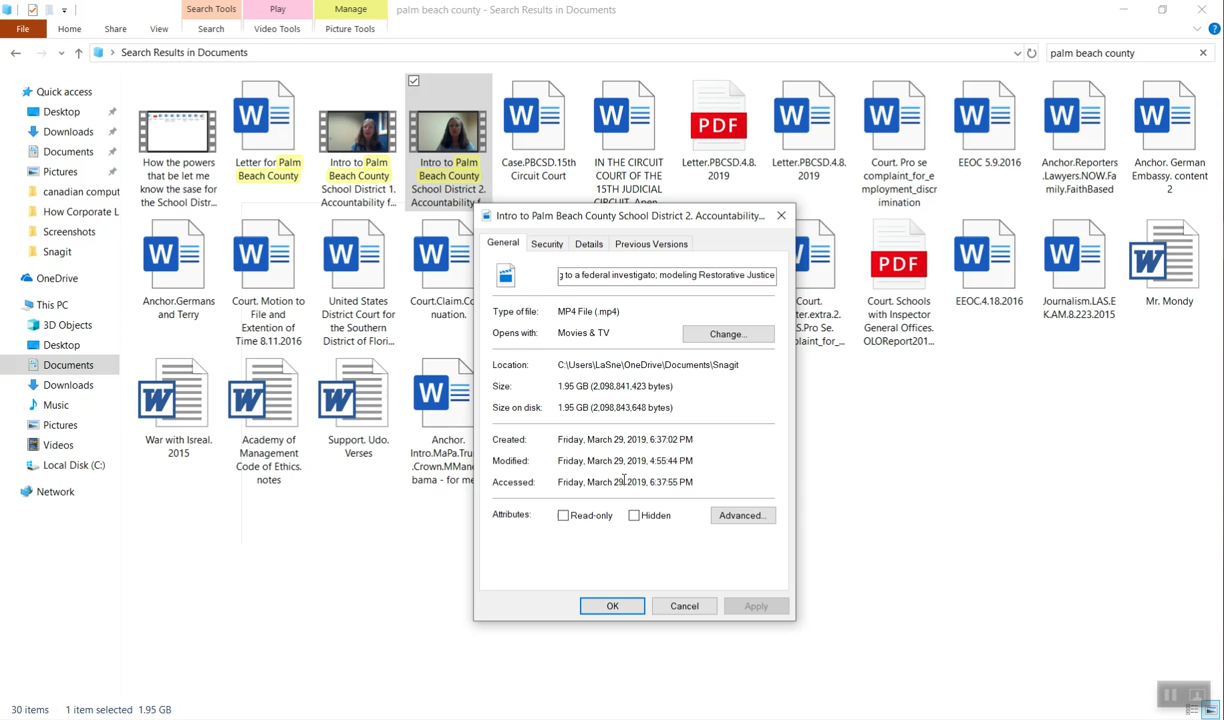 Search Tools
Play
Manage
palm beach county - Search Results in Documents
File
Home
Share
View
Search
Video Tools
Picture Tools
Search Results in Documents
palm beach county
Quick access
Desktop
Downloads
Documents
Pictures
canadian comput
How Corporate L
Screenshots
Snagit
OneDrive
This PC
3D Objects
Desktop
Documents
Downloads
Music
Pictures
Videos
Local Disk (C:)
Network
How the powers
that be let me
know the sase for
the School Distr...
Letter for Palm
Beach County
Intro to Palm
Beach County
School District 1.
Accountability f...
Intro to Palm
Beach County
School District 2.
Accountability f...
Case.PBCSD.15th
Circuit Court
IN THE CIRCUIT
COURT OF THE
15TH JUDICIAL
PDF
Letter.PBCSD.4.8.
2019
Letter.PBCSD.4.8.
2019
Court. Pro se
complaint_for_e
mployment_discr
imination
EEOC 5.9.2016
Anchor.Reporters
.Lawyers.NOW.Fa
mily.FaithBased
Anchor. German
Embassy. content
2
Anchor.Germans
and Terry
Court. Motion to
File and
Extention of
Time 8.11.2016
United States
District Court for
the Southern
District of Flori...
Court.Claim.Co
nuation.
Court.
ter.extra.2
S.Pro Se.
plaint_for_...
PDF
Court. Schools
with Inspector
General Offices.
OLOReport201...
EEOC.4.18.2016
Journalism.LAS.E
K.AM.8.223.2015
Mr. Mondy
War with Isreal.
2015
Academy of
Management
Code of Ethics.
notes
Support. Udo.
Verses
Anchor.
Intro.MaPa.Tru
.Crown.MMane
bama - for me
Intro to Palm Beach County School District 2. Accountability...
General
Security
Details
Previous Versions
g to a federal investigato; modeling Restorative Justice
Type of file:
MP4 File (.mp4)
Opens with:
Movies & TV
Change...
Location:
C:\Users\LaSne\OneDrive\Documents\Snagit
Size:
1.95 GB (2,098,841,423 bytes)
Size on disk:
1.95 GB (2,098,843,648 bytes)
Created:
Friday, March 29, 2019, 6:37:02 PM
Modified:
Friday, March 29, 2019, 4:55:44 PM
Accessed:
Friday, March 29, 2019, 6:37:55 PM
Attributes:
Read-only
Hidden
Advanced...
OK
Cancel
Apply
30 items
1 item selected 1.95 GB